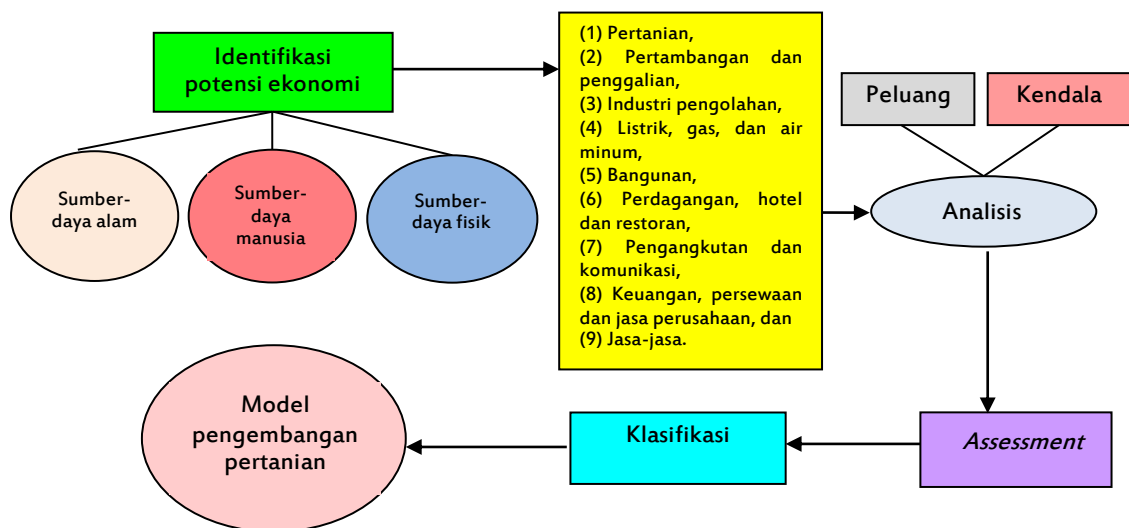 Identifikasi
potensi ekonomi
Sumber-
daya alam
Sumber-
daya
manusia
Sumber-
daya fisik
(1) Pertanian,
(2) Pertambangan dan
penggalian,
(3) Industri pengolahan,
(4) Listrik, gas, dan air
minum,
(5) Bangunan,
(6) Perdagangan, hotel
dan restoran,
(7) Pengangkutan dan
komunikasi,
(8) Keuangan, persewaan
dan jasa perusahaan, dan
(9) Jasa-jasa.
Peluang
Kendala
Analisis
Assessment
Klasifikasi
Model
pengembangan
pertanian